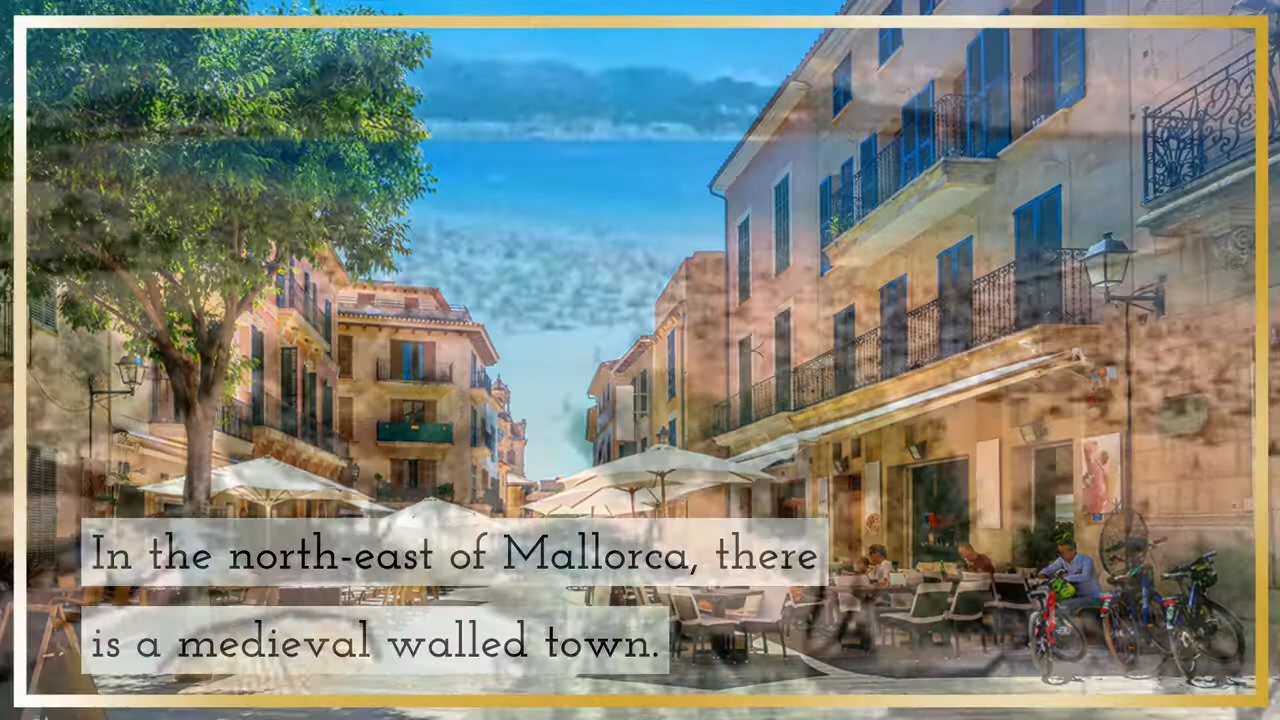 In the north-east of Mallorca, there
is a medieval walled town.